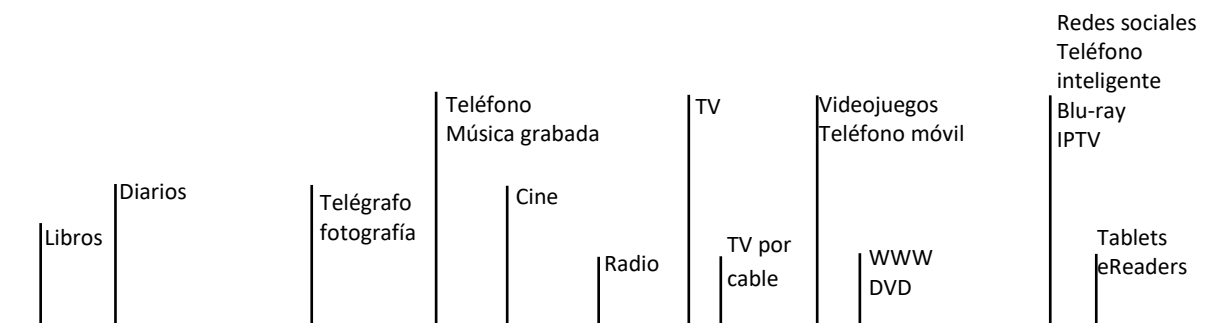 Libros
Diarios
Telégrafo
fotografía
Teléfono
Música grabada
Cine
Radio
TV
TV por
cable
Videojuegos
Teléfono móvil
WWW
DVD
Redes sociales
Teléfono
inteligente
Blu-ray
IPTV
Tablets
eReaders